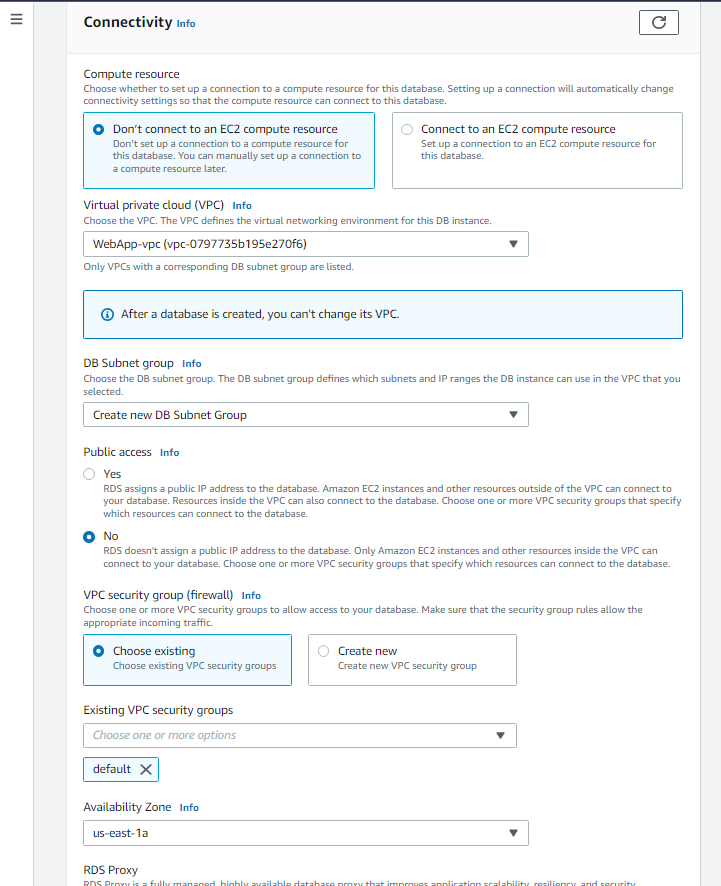 Connectivity Info
Compute resource
Choose whether to set up a connection to a compute resource for this database. Setting up a connection will automatically change
connectivity settings so that the compute resource can connect to this database.
Don't connect to an EC2 compute resource
Don't set up a connection to a compute resource for
this database. You can manually set up a connection to
a compute resource later.
Connect to an EC2 compute resource
Set up a connection to an EC2 compute resource for
this database.
Virtual private cloud (VPC) Info
Choose the VPC. The VPC defines the virtual networking environment for this DB instance.
WebApp-vpc (vpc-0797735b195e270f6)
Only VPCs with a corresponding DB subnet group are listed.
After a database is created, you can't change its VPC.
DB Subnet group Info
Choose the DB subnet group. The DB subnet group defines which subnets and IP ranges the DB instance can use in the VPC that you
selected.
Create new DB Subnet Group
Public access Info
Yes
RDS assigns a public IP address to the database. Amazon EC2 instances and other resources outside of the VPC can connect to
your database. Resources inside the VPC can also connect to the database. Choose one or more VPC security groups that specify
which resources can connect to the database.
No
RDS doesn't assign a public IP address to the database. Only Amazon EC2 instances and other resources inside the VPC can
connect to your database. Choose one or more VPC security groups that specify which resources can connect to the database.
VPC security group (firewall) Info
Choose one or more VPC security groups to allow access to your database. Make sure that the security group rules allow the
appropriate incoming traffic.
Choose existing
Choose existing VPC security groups
Create new
Create new VPC security group
Existing VPC security groups
Choose one or more options
default
Availability Zone Info
us-east-1a
RDS Proxy
RDS Proxy is a fully managed, highly available database proxy that improves application scalability, resiliency, and security.